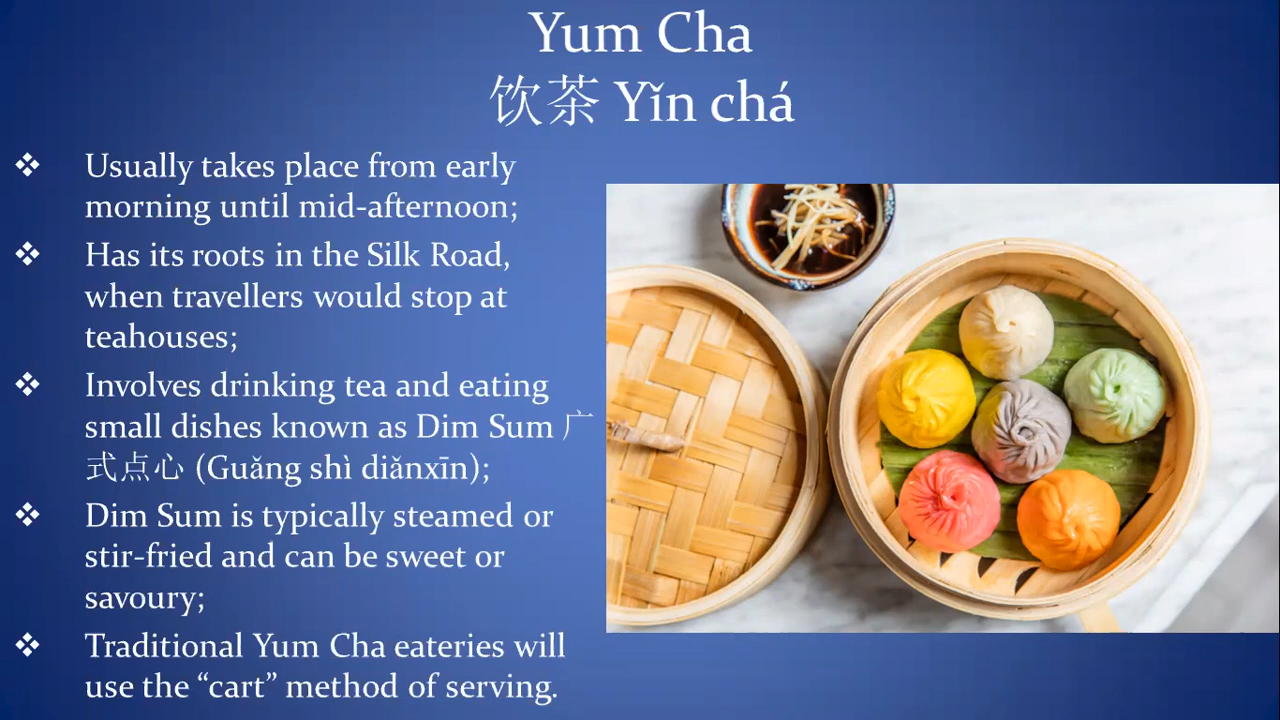 Yum Cha
饮茶 Yǐn chá
❖ Usually takes place from early
morning until mid-afternoon;
❖ Has its roots in the Silk Road,
when travellers would stop at
teahouses;
❖ Involves drinking tea and eating
small dishes known as Dim Sum 广
式点心 (Guǎng shì diǎnxīn);
❖ Dim Sum is typically steamed or
stir-fried and can be sweet or
savoury;
❖ Traditional Yum Cha eateries will
use the “cart” method of serving.